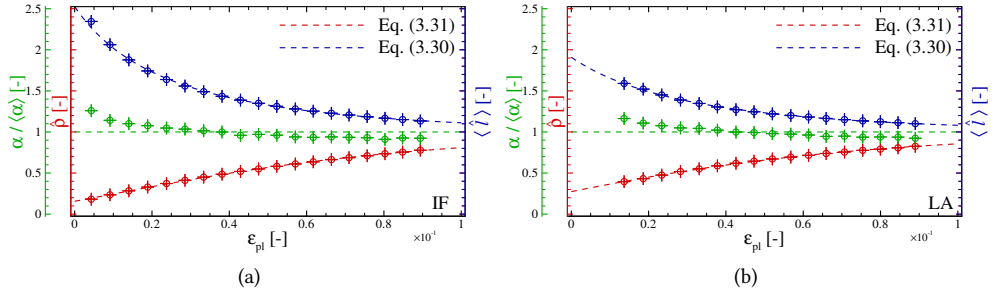 2.5
2
1.5
1
0.5
0
α / ⟨α⟩ [-]
ρ̂ [-]
Eq. (3.31)
Eq. (3.30)
IF
⟨ l̂ ⟩ [-]
0 0.2 0.4 0.6 0.8 1
×10⁻¹
ε_pl [-]
(a)
2.5
2
1.5
1
0.5
0
α / ⟨α⟩ [-]
ρ̂ [-]
Eq. (3.31)
Eq. (3.30)
LA
⟨ l̂ ⟩ [-]
0 0.2 0.4 0.6 0.8 1
×10⁻¹
ε_pl [-]
(b)